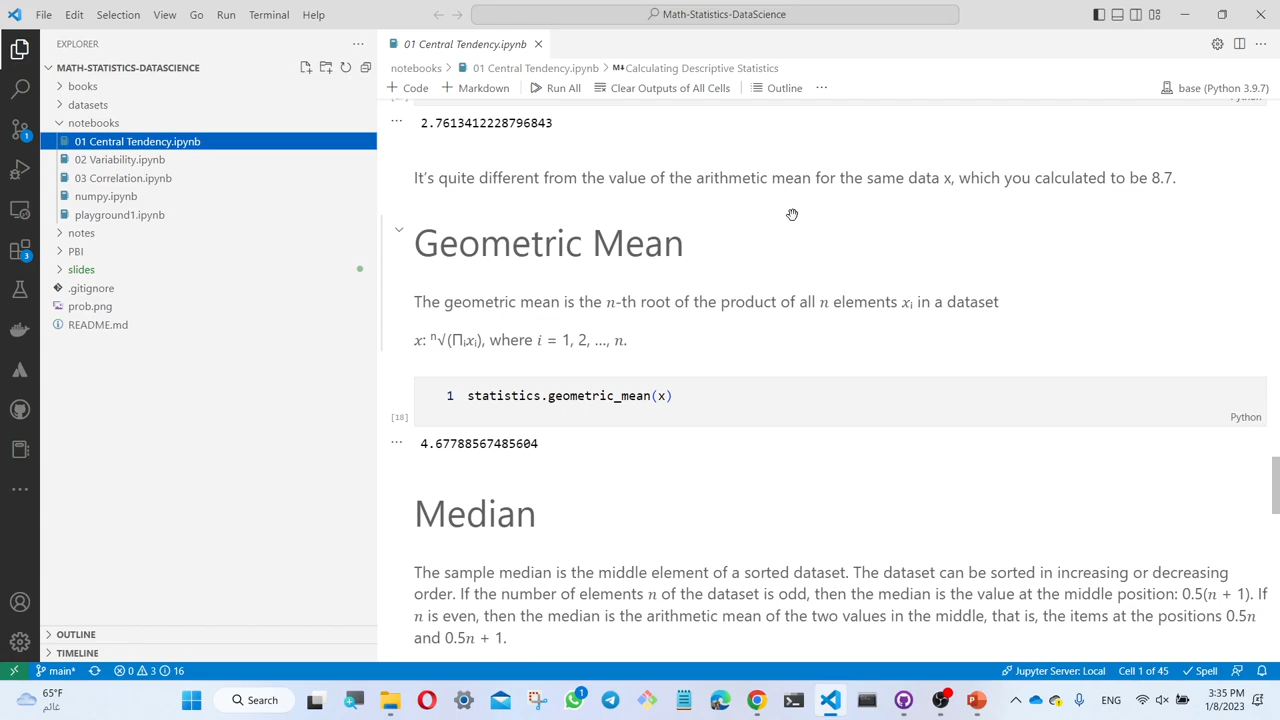 File Edit Selection View Go Run Terminal Help
Math-Statistics-DataScience
EXPLORER
01 Central Tendency.ipynb
MATH-STATISTICS-DATASCIENCE
notebooks > 01 Central Tendency.ipynb > M↓Calculating Descriptive Statistics
+ Code + Markdown Run All Clear Outputs of All Cells Outline ... base (Python 3.9.7)
books
datasets
notebooks
01 Central Tendency.ipynb
02 Variability.ipynb
03 Correlation.ipynb
numpy.ipynb
playground1.ipynb
notes
PBI
slides
.gitignore
prob.png
README.md
OUTLINE
TIMELINE
Python
2.7613412228796843
It's quite different from the value of the arithmetic mean for the same data x, which you calculated to be 8.7.
Geometric Mean
The geometric mean is the n-th root of the product of all n elements xᵢ in a dataset
x: ⁿ√(Πᵢxᵢ), where i = 1, 2, …, n.
1 statistics.geometric_mean(x)
[18] Python
4.67788567485604
Median
The sample median is the middle element of a sorted dataset. The dataset can be sorted in increasing or decreasing
order. If the number of elements n of the dataset is odd, then the median is the value at the middle position: 0.5(n + 1). If
n is even, then the median is the arithmetic mean of the two values in the middle, that is, the items at the positions 0.5n
and 0.5n + 1.
main* 0 3 16 Jupyter Server: Local Cell 1 of 45 Spell
65°F
غائم
Search
1
ENG
3:35 PM
1/8/2023